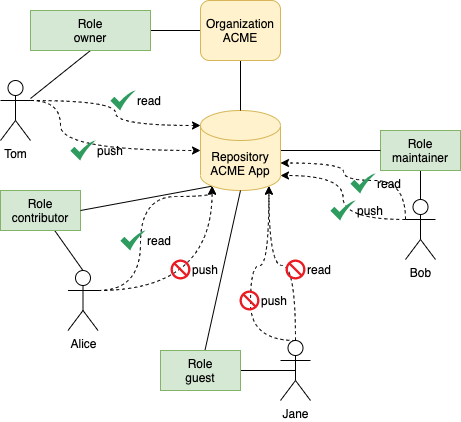 Role
owner
Organization
ACME
read
push
Tom
Repository
ACME App
Role
maintainer
read
push
Bob
Role
contributor
read
push
Alice
read
push
Role
guest
Jane